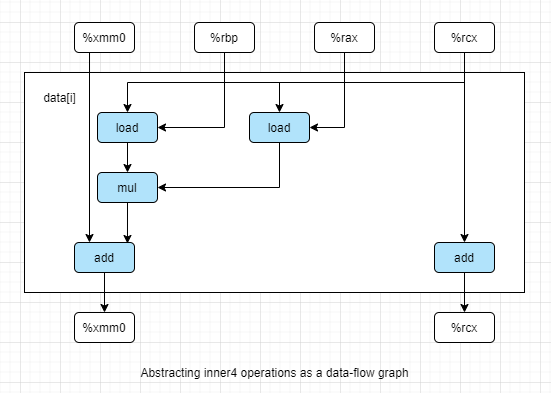 %xmm0
%rbp
%rax
%rcx
data[i]
load
load
mul
add
add
%xmm0
%rcx
Abstracting inner4 operations as a data-flow graph